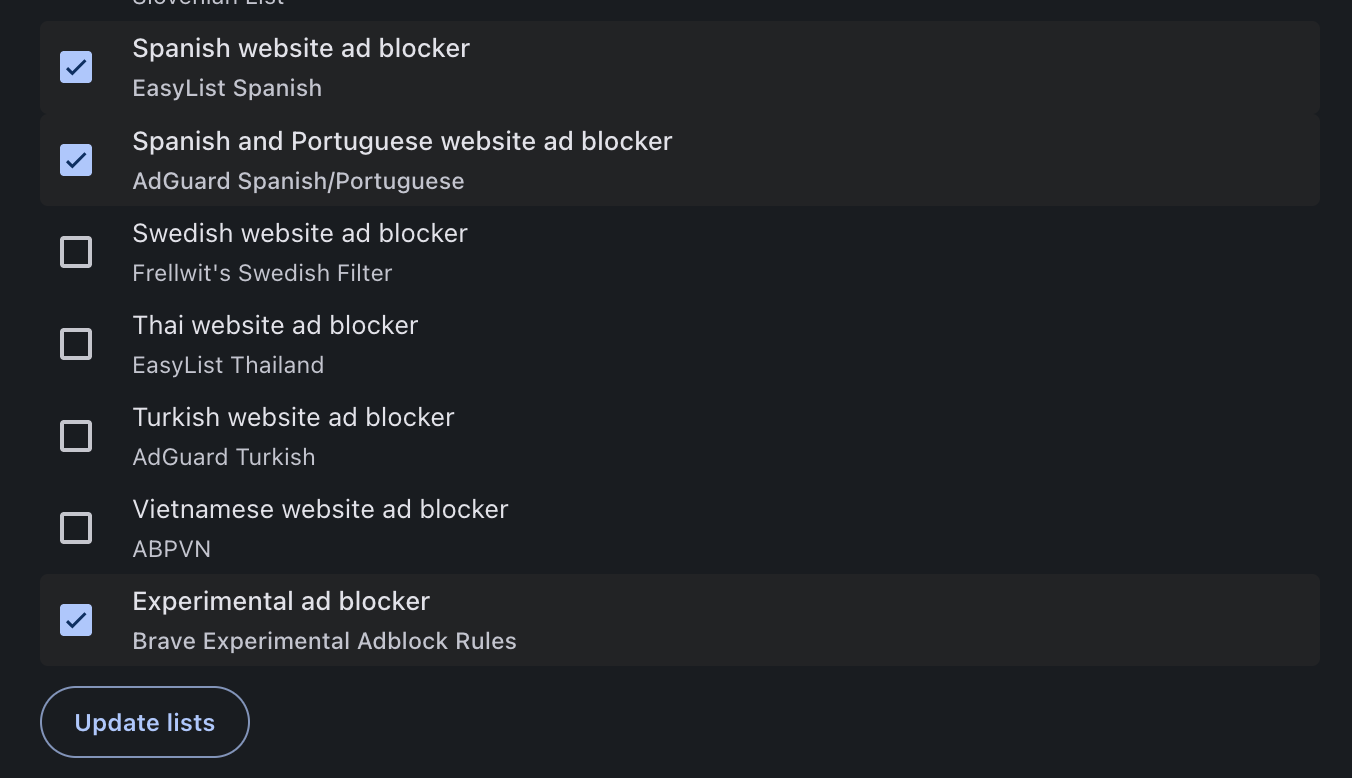 Slovenian List
Spanish website ad blocker
EasyList Spanish
Spanish and Portuguese website ad blocker
AdGuard Spanish/Portuguese
Swedish website ad blocker
Frellwit's Swedish Filter
Thai website ad blocker
EasyList Thailand
Turkish website ad blocker
AdGuard Turkish
Vietnamese website ad blocker
ABPVN
Experimental ad blocker
Brave Experimental Adblock Rules
Update lists